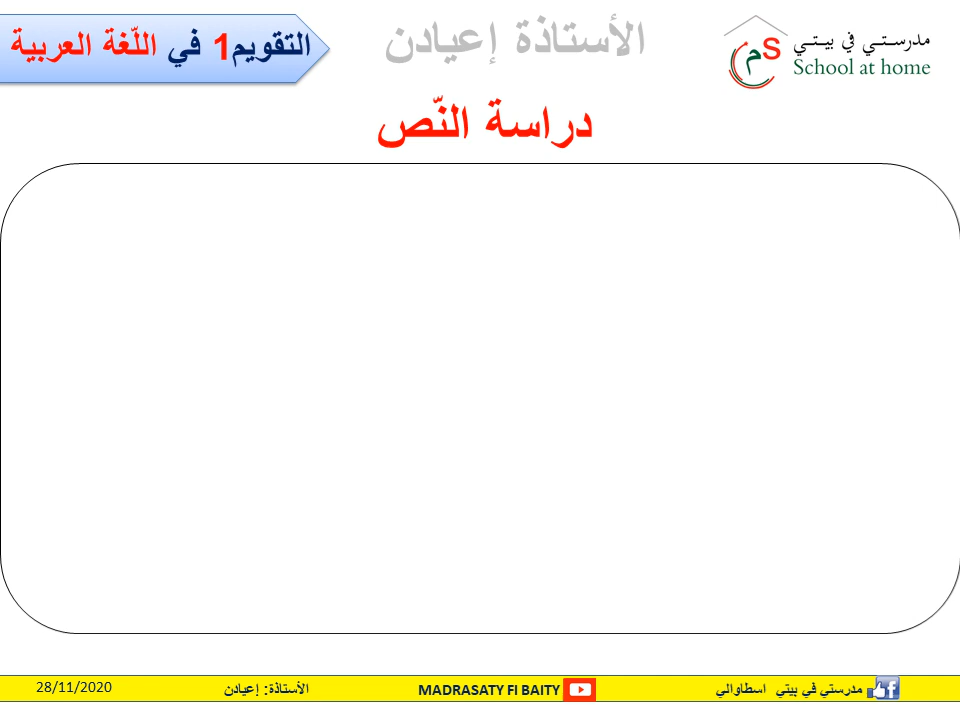 التقويم1 في اللّغة العربية
الأستاذة إعيادن
مدرستي في بيتي
School at home
دراسة النّص
28/11/2020
الأستاذة: إعيادن
MADRASATY FI BAITY
مدرستي في بيتي اسطاوالي